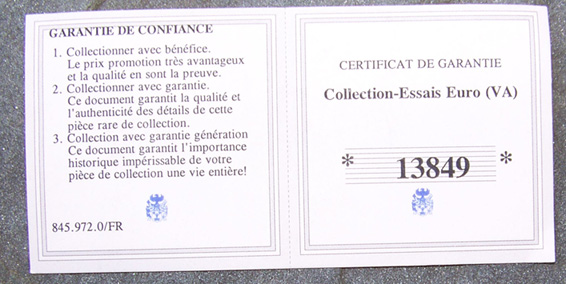 GARANTIE DE CONFIANCE
1. Collectionner avec bénéfice.
Le prix promotion très avantageux
et la qualité en sont la preuve.
2. Collectionner avec garantie.
Ce document garantit la qualité et
l'authenticité des détails de cette
pièce rare de collection.
3. Collection avec garantie génération
Ce document garantit l'importance
historique impérissable de votre
pièce de collection une vie entière!
845.972.0/FR
CERTIFICAT DE GARANTIE
Collection-Essais Euro (VA)
* 13849 *